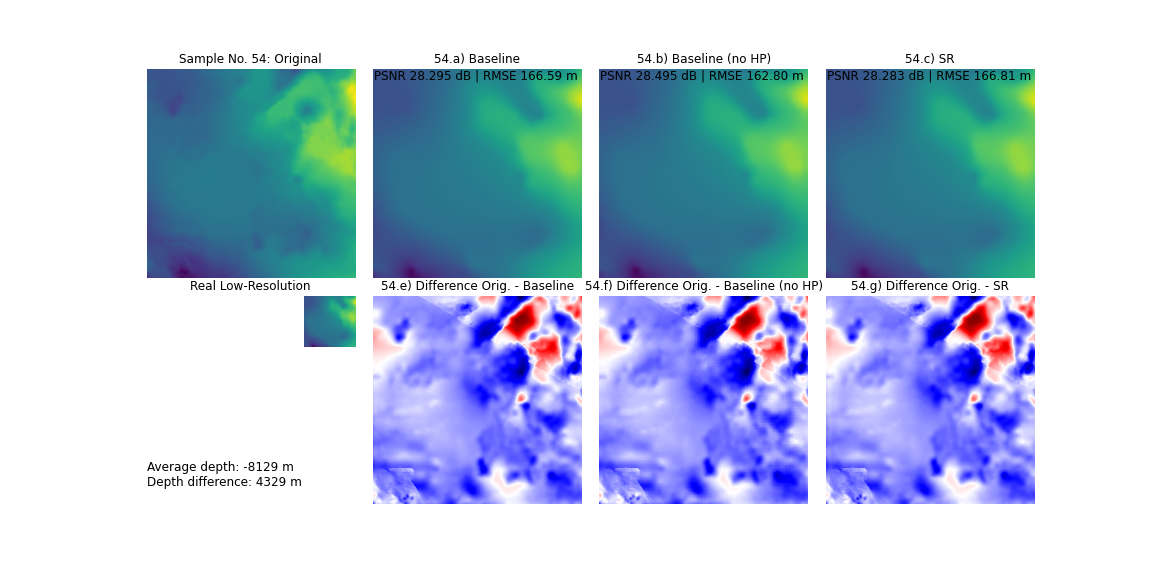 Sample No. 54: Original
54.a) Baseline
54.b) Baseline (no HP)
54.c) SR
PSNR 28.295 dB | RMSE 166.59 m
PSNR 28.495 dB | RMSE 162.80 m
PSNR 28.283 dB | RMSE 166.81 m
Real Low-Resolution
54.e) Difference Orig. - Baseline
54.f) Difference Orig. - Baseline (no HP)
54.g) Difference Orig. - SR
Average depth: -8129 m
Depth difference: 4329 m